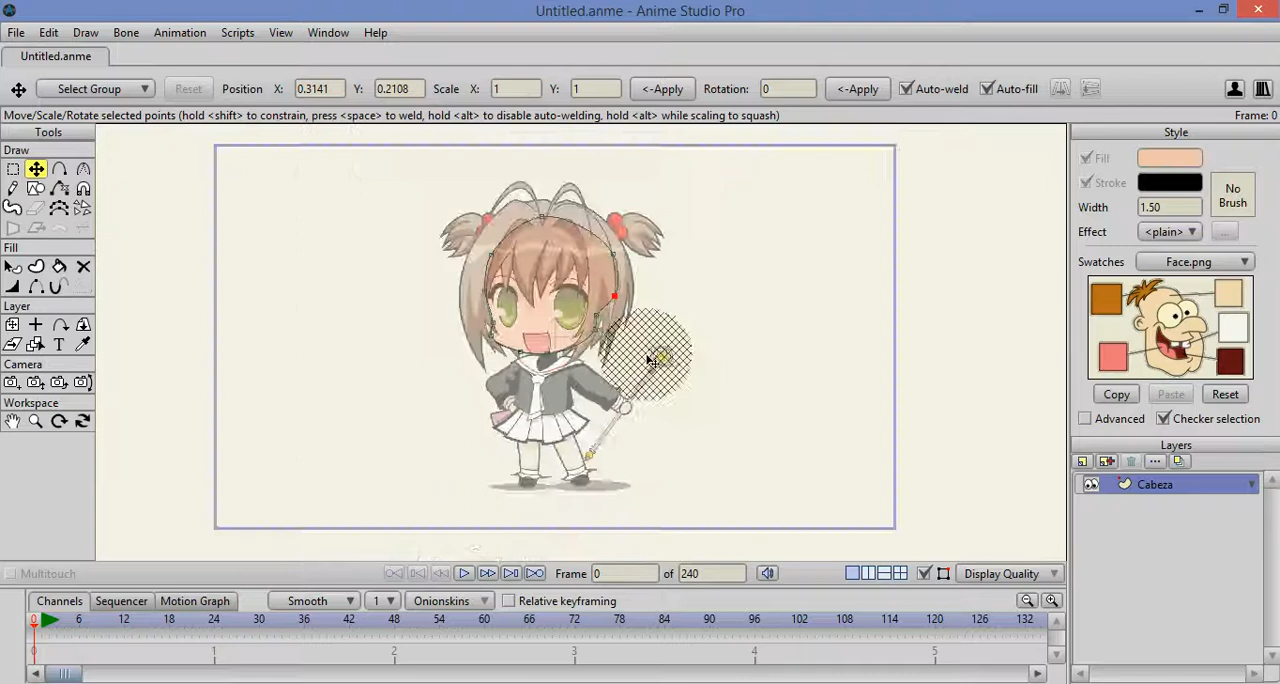 Untitled.anme - Anime Studio Pro
File Edit Draw Bone Animation Scripts View Window Help
Untitled.anme
Select Group Reset Position X: 0.3141 Y: 0.2108 Scale X: 1 Y: 1 <-Apply Rotation: 0 <-Apply Auto-weld Auto-fill
Move/Scale/Rotate selected points (hold <shift> to constrain, press <space> to weld, hold <alt> to disable auto-welding, hold <alt> while scaling to squash) Frame: 0
Tools
Draw
Fill
Layer
Camera
Workspace
Style
Fill
Stroke
No
Brush
Width 1.50
Effect <plain> ...
Swatches Face.png
Copy Paste Reset
Advanced Checker selection
Layers
Cabeza
Multitouch
Frame 0 of 240 Display Quality
Channels Sequencer Motion Graph Smooth 1 Onionskins Relative keyframing
0 6 12 18 24 30 36 42 48 54 60 66 72 78 84 90 96 102 108 114 120 126 132
0 1 2 3 4 5